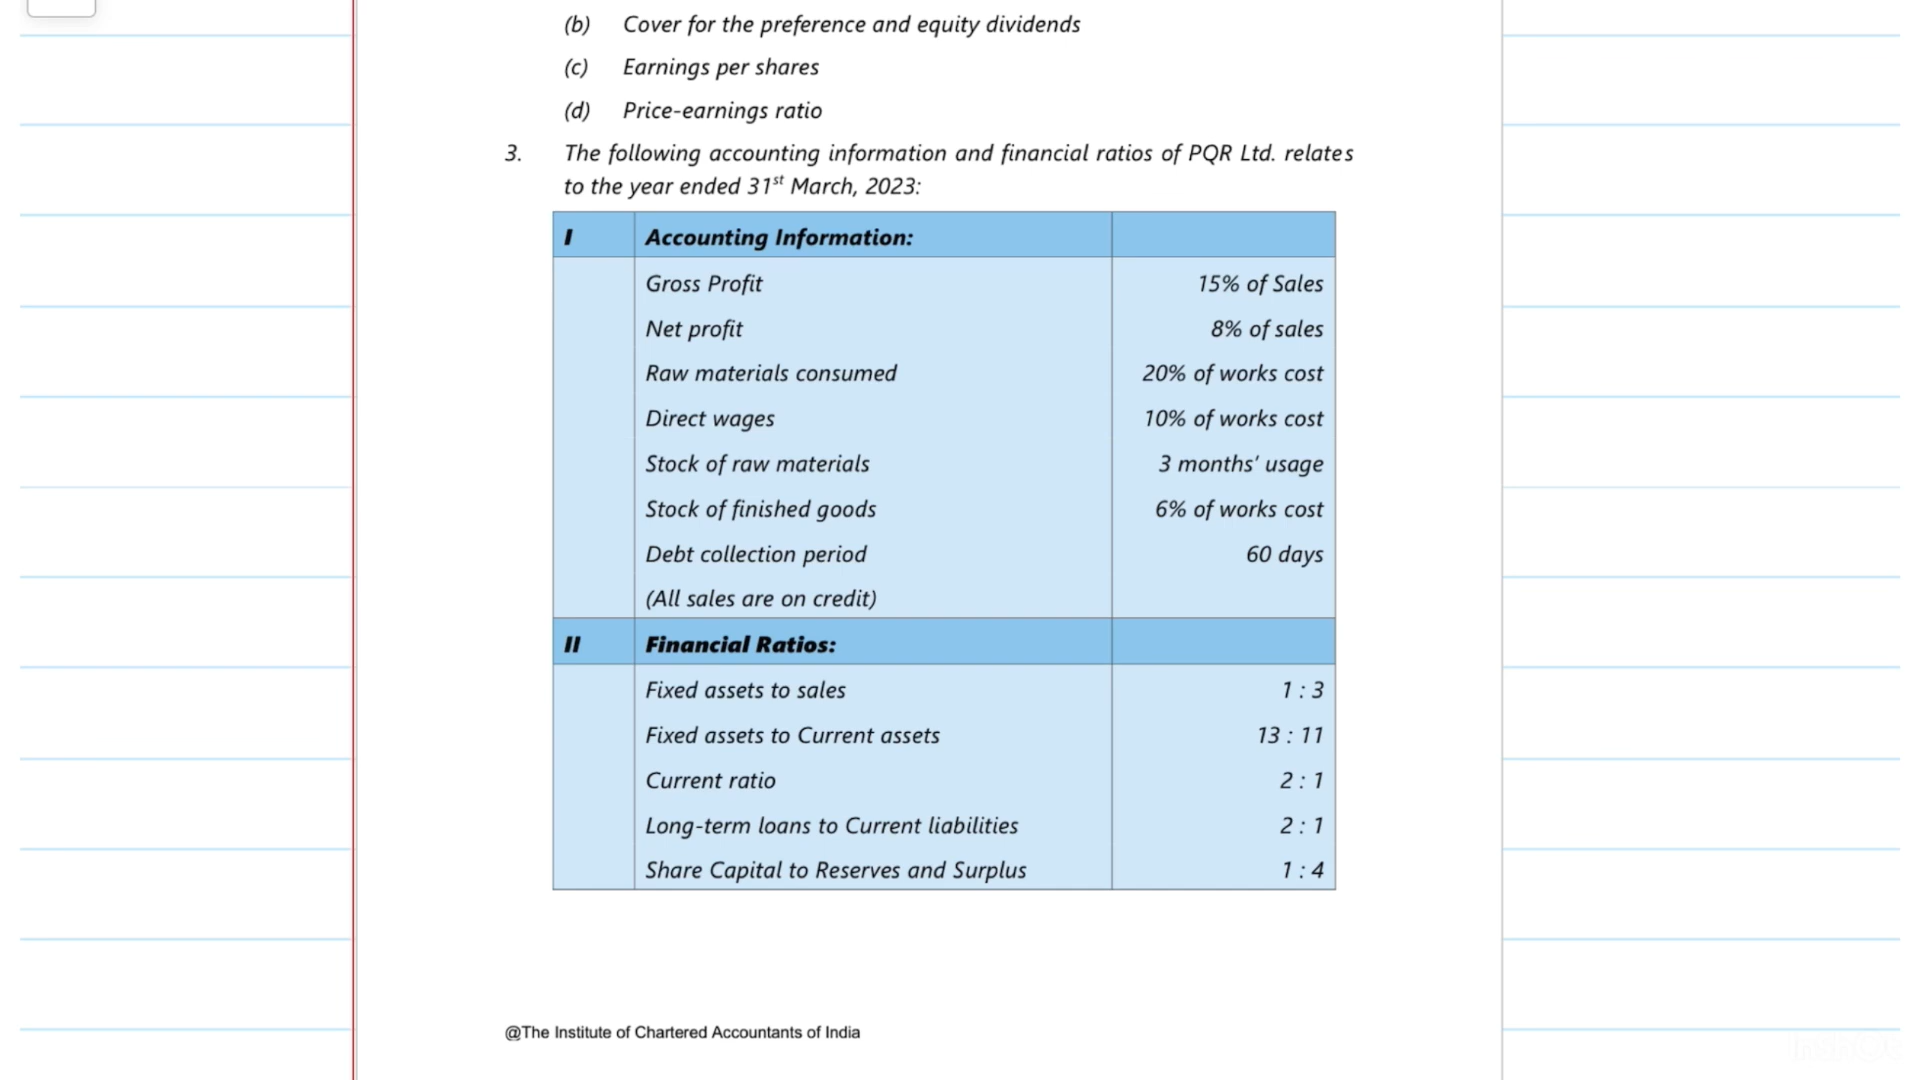 (b) Cover for the preference and equity dividends
(c) Earnings per shares
(d) Price-earnings ratio
3. The following accounting information and financial ratios of PQR Ltd. relates
to the year ended 31st March, 2023:
I Accounting Information:
Gross Profit 15% of Sales
Net profit 8% of sales
Raw materials consumed 20% of works cost
Direct wages 10% of works cost
Stock of raw materials 3 months' usage
Stock of finished goods 6% of works cost
Debt collection period 60 days
(All sales are on credit)
II Financial Ratios:
Fixed assets to sales 1 : 3
Fixed assets to Current assets 13 : 11
Current ratio 2 : 1
Long-term loans to Current liabilities 2 : 1
Share Capital to Reserves and Surplus 1 : 4
@The Institute of Chartered Accountants of India